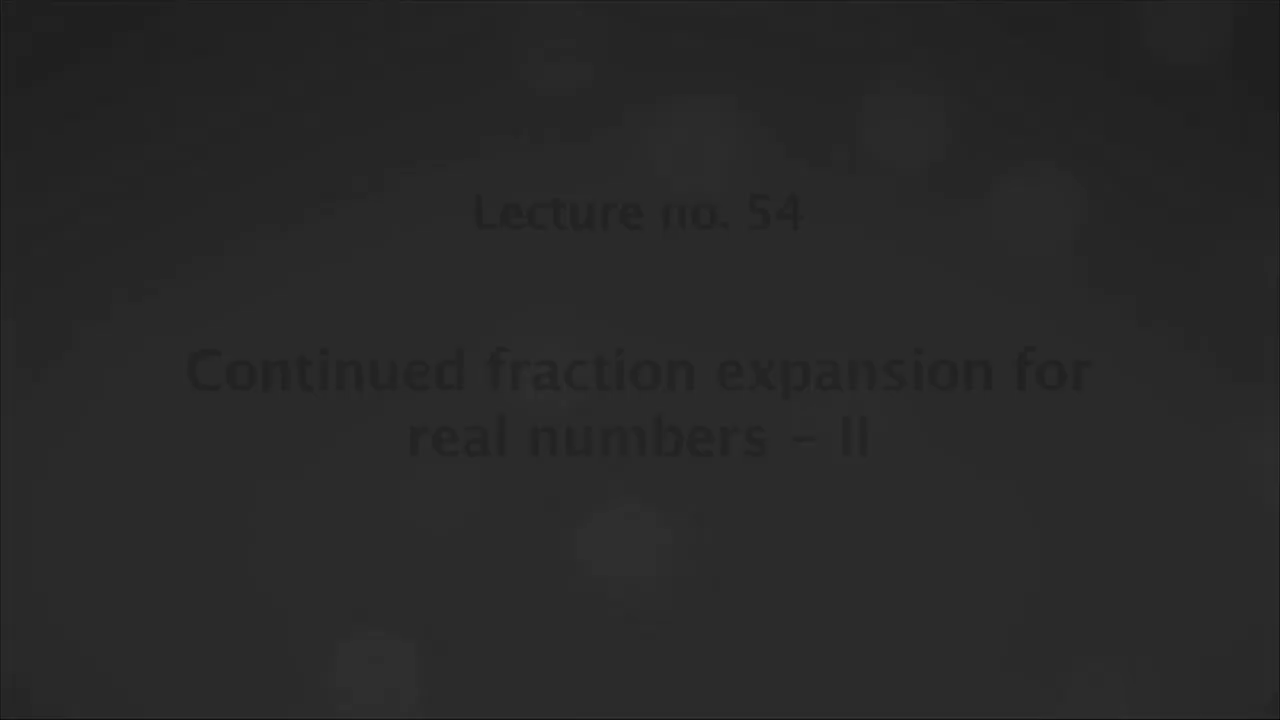 Lecture no. 54
Continued fraction expansion for
real numbers – II